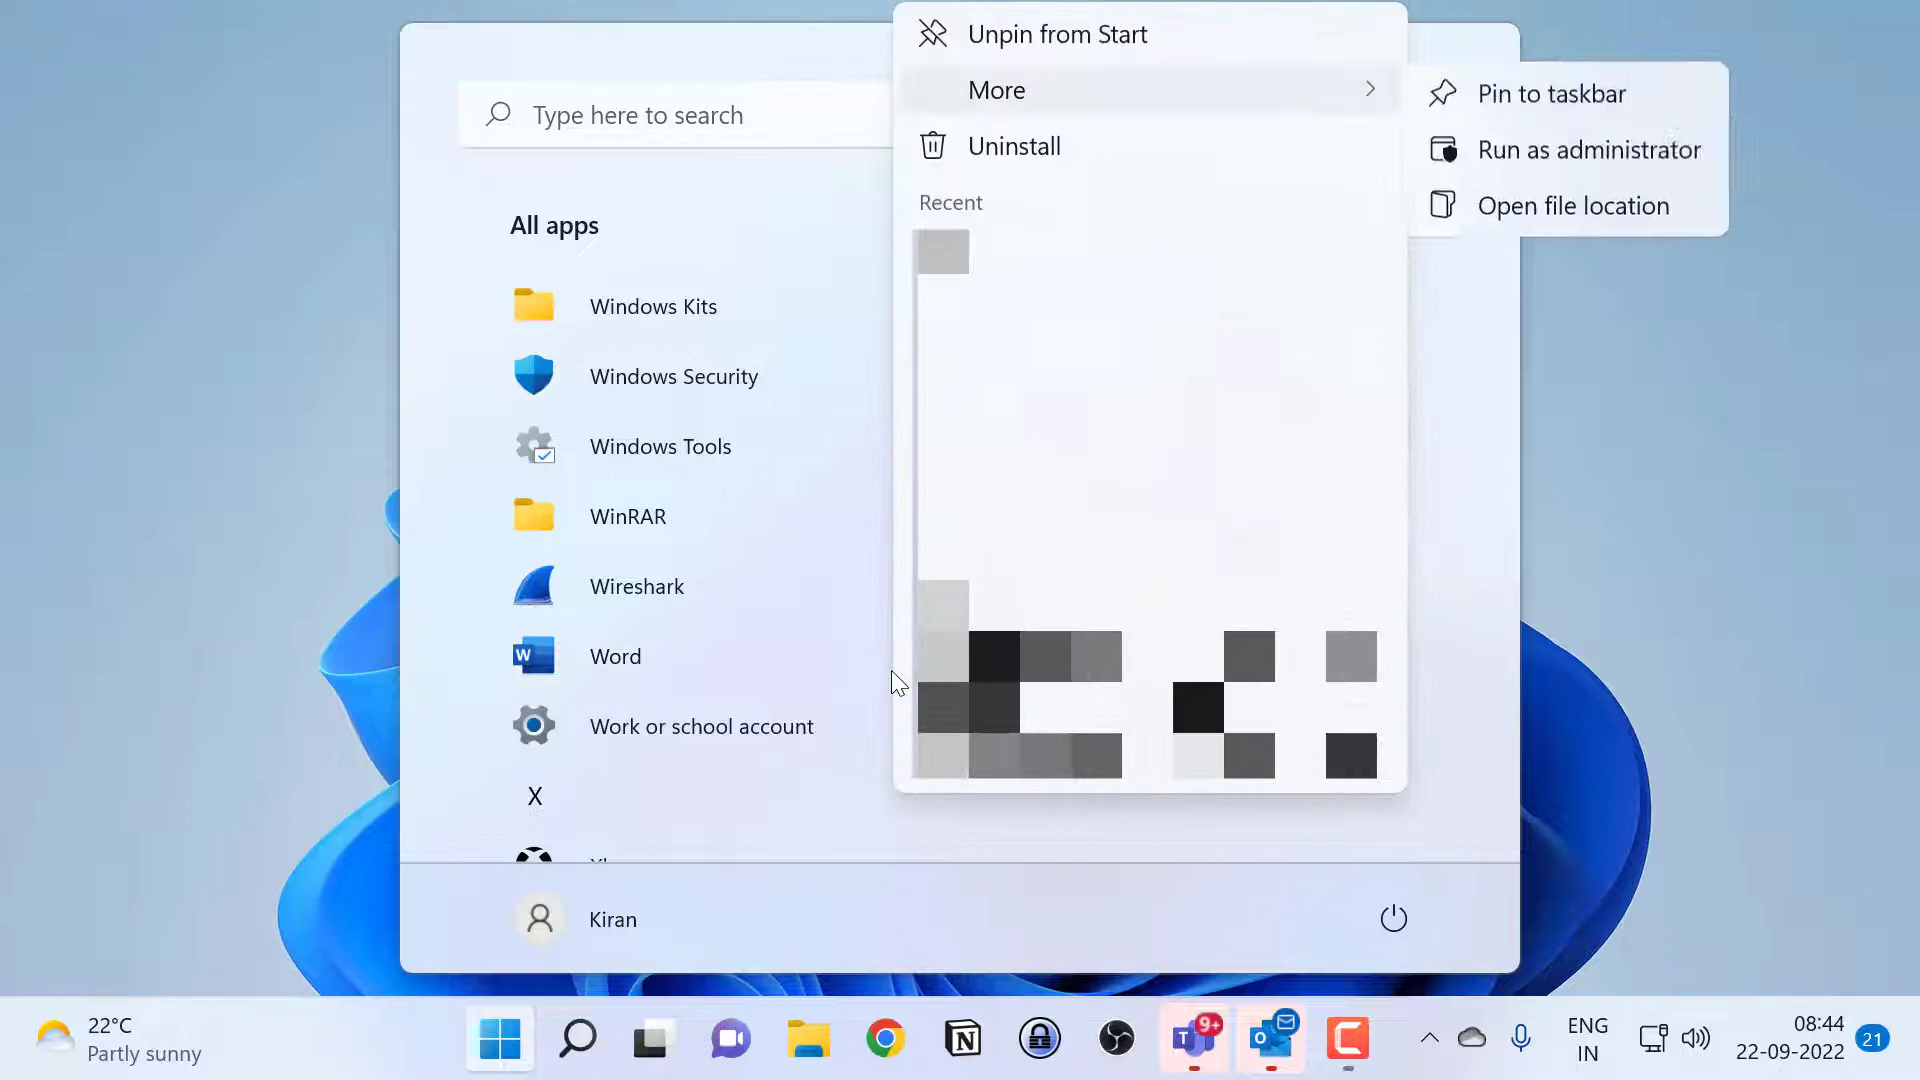 Unpin from Start
More
Uninstall
Recent
Pin to taskbar
Run as administrator
Open file location
Type here to search
All apps
Windows Kits
Windows Security
Windows Tools
WinRAR
Wireshark
W
Word
Work or school account
X
Kiran
22°C
Partly sunny
N
T
9+
O
ENG
IN
08:44
22-09-2022
21